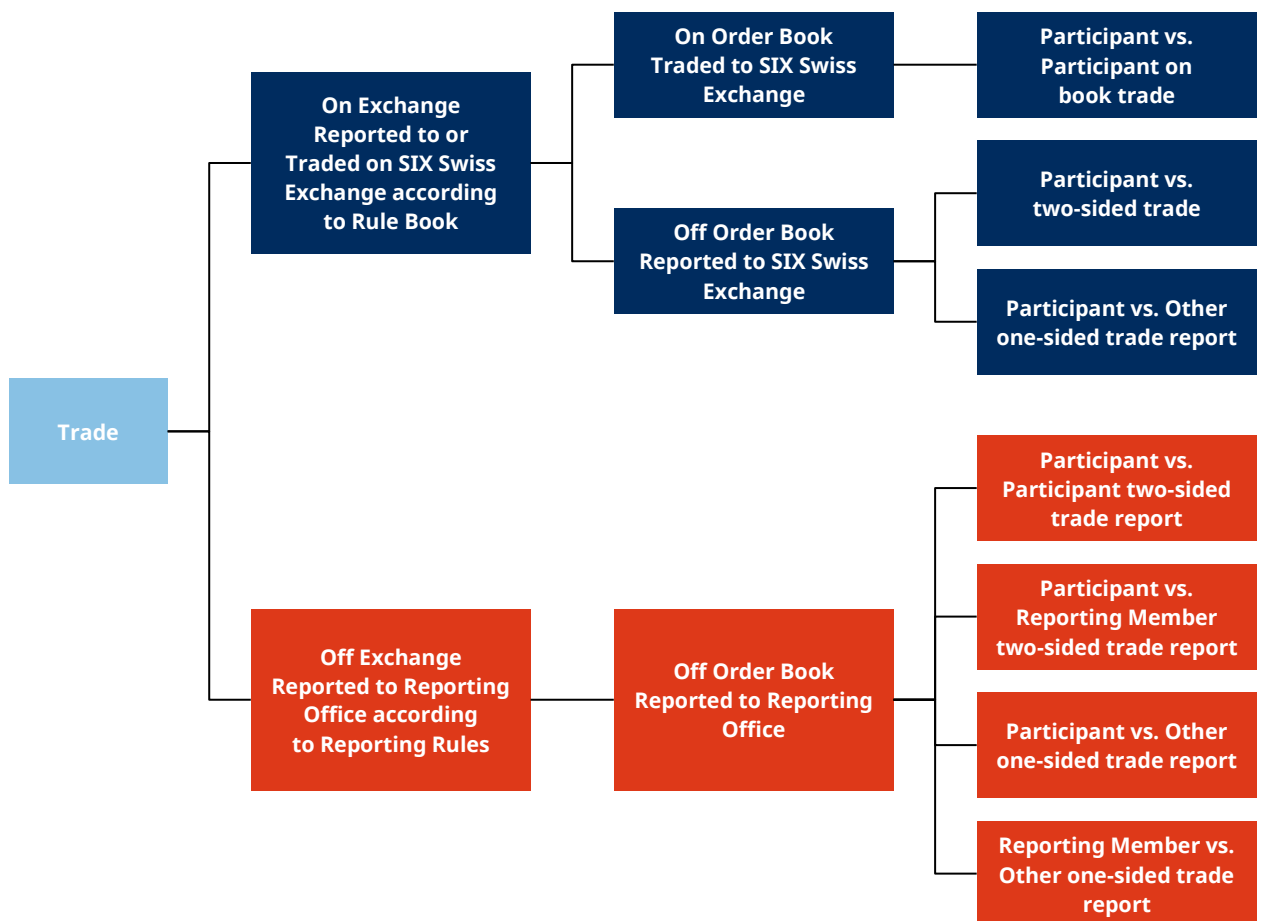 Trade
On Exchange
Reported to or
Traded on SIX Swiss
Exchange according
to Rule Book
On Order Book
Traded to SIX Swiss
Exchange
Participant vs.
Participant on
book trade
Off Order Book
Reported to SIX Swiss
Exchange
Participant vs.
two-sided trade
Participant vs. Other
one-sided trade report
Off Exchange
Reported to Reporting
Office according
to Reporting Rules
Off Order Book
Reported to Reporting
Office
Participant vs.
Participant two-sided
trade report
Participant vs.
Reporting Member
two-sided trade report
Participant vs. Other
one-sided trade report
Reporting Member vs.
Other one-sided trade
report